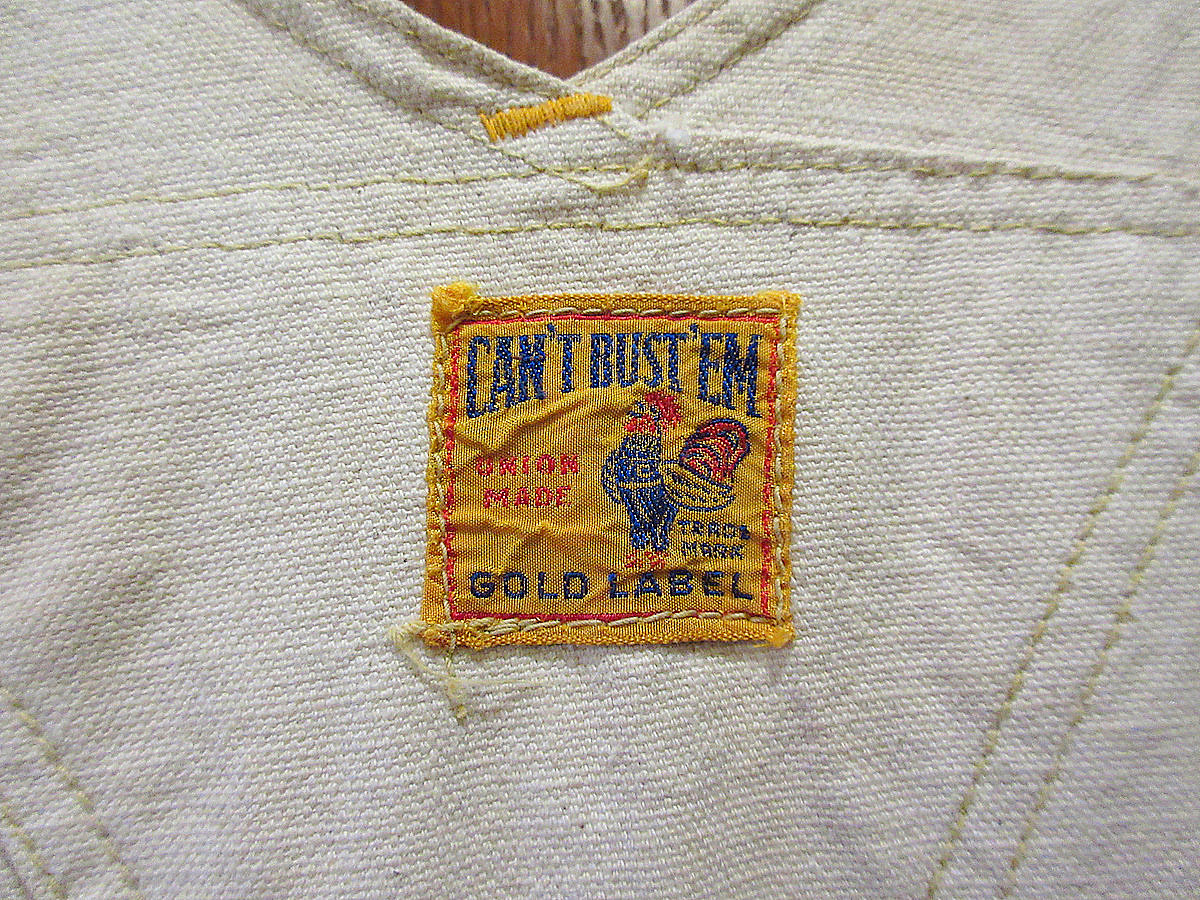 CAN'T BUST 'EM
UNION
MADE
TRADE
MARK
GOLD LABEL